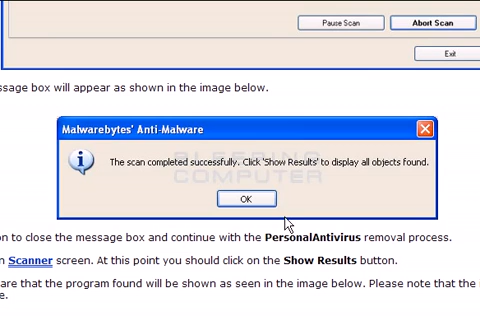 Pause Scan Abort Scan
Exit
ssage box will appear as shown in the image below.
Malwarebytes' Anti-Malware
The scan completed successfully. Click 'Show Results' to display all objects found.
BLEEPING
COMPUTER
OK
on to close the message box and continue with the PersonalAntivirus removal process.
n Scanner screen. At this point you should click on the Show Results button.
are that the program found will be shown as seen in the image below. Please note that the i
e.